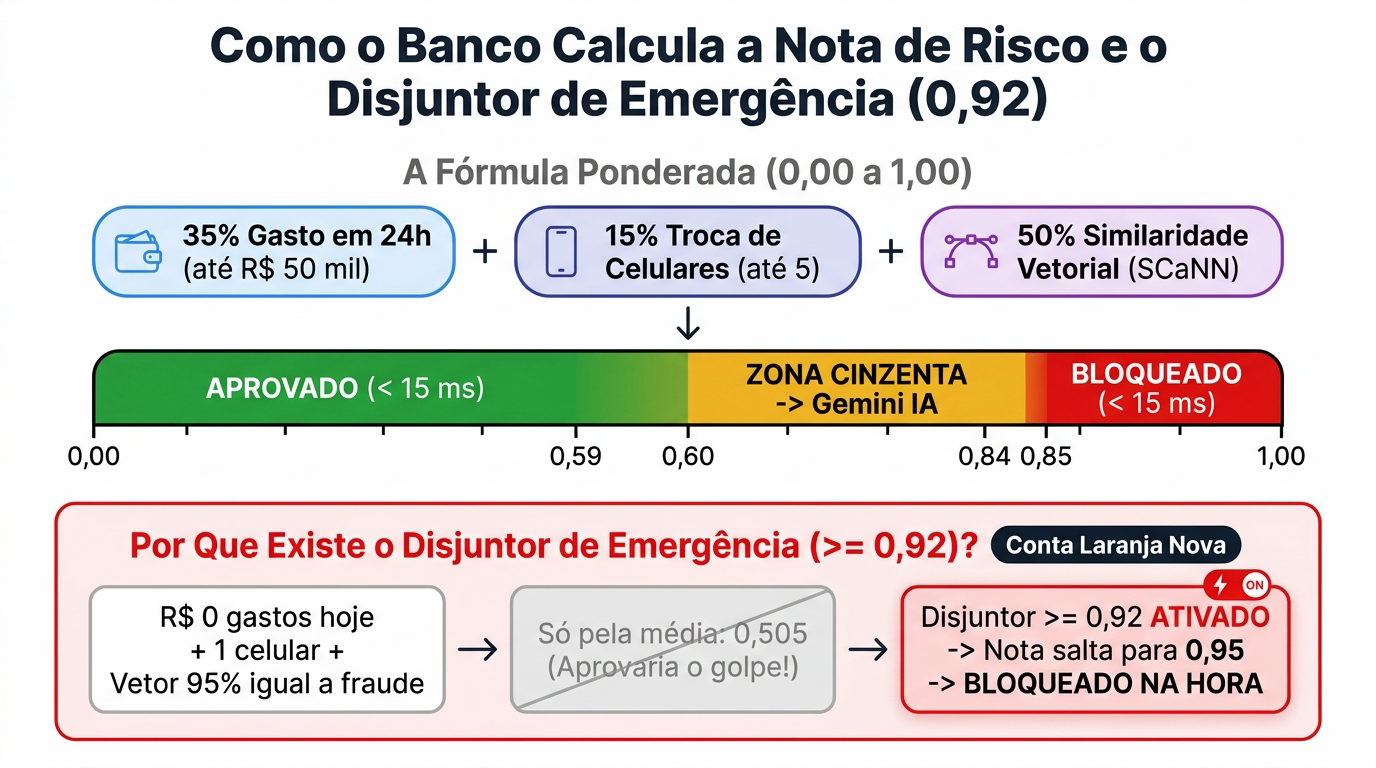 Como o Banco Calcula a Nota de Risco e o
Disjuntor de Emergência (0,92)
A Fórmula Ponderada (0,00 a 1,00)
35% Gasto em 24h
(até R$ 50 mil)
+
15% Troca de
Celulares (até 5)
+
50% Similaridade
Vetorial (SCaNN)
APROVADO (< 15 ms)
ZONA CINZENTA
-> Gemini IA
BLOQUEADO
(< 15 ms)
0,00
0,59
0,60
0,84
0,85
1,00
Por Que Existe o Disjuntor de Emergência (>= 0,92)?
Conta Laranja Nova
R$ 0 gastos hoje
+ 1 celular +
Vetor 95% igual a fraude
Só pela média: 0,505
(Aprovaria o golpe!)
ON
Disjuntor >= 0,92 ATIVADO
-> Nota salta para 0,95
-> BLOQUEADO NA HORA